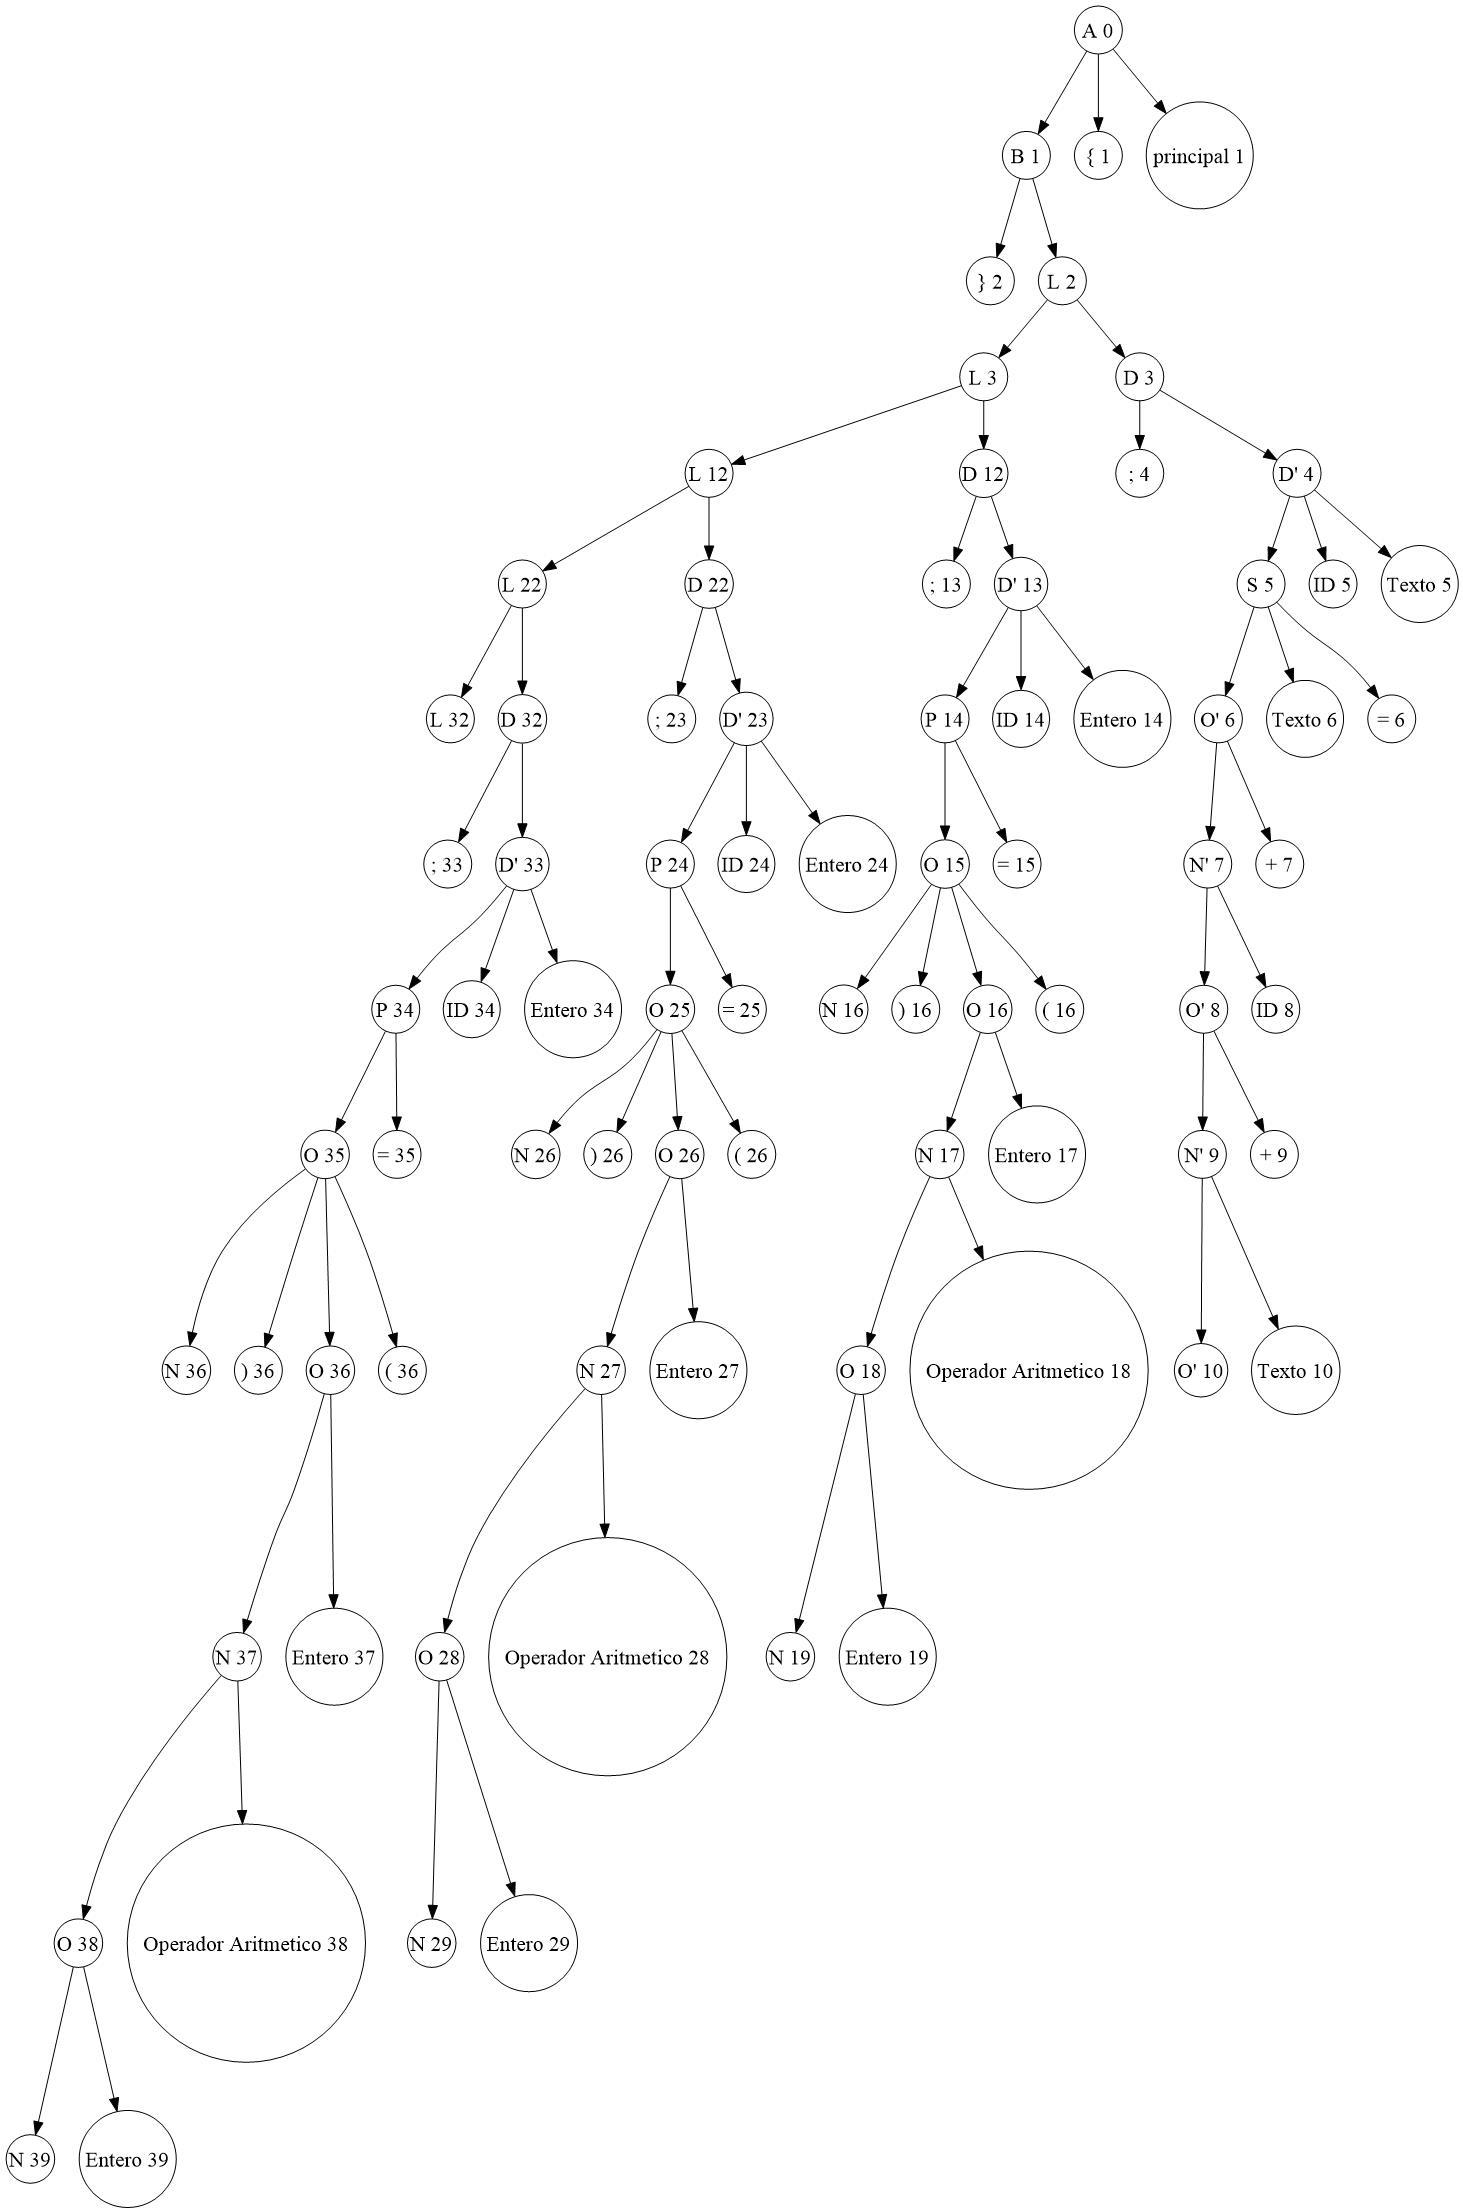 A 0
B 1
{ 1
principal 1
} 2
L 2
L 3
D 3
L 12
D 12
; 4
D' 4
L 22
D 22
; 13
D' 13
S 5
ID 5
Texto 5
L 32
D 32
; 23
D' 23
P 14
ID 14
Entero 14
O' 6
Texto 6
= 6
; 33
D' 33
P 24
ID 24
Entero 24
O 15
= 15
N' 7
+ 7
P 34
ID 34
Entero 34
O 25
= 25
N 16
) 16
O 16
( 16
O' 8
ID 8
O 35
= 35
N 26
) 26
O 26
( 26
N 17
Entero 17
N' 9
+ 9
N 36
) 36
O 36
( 36
N 27
Entero 27
O 18
Operador Aritmetico 18
O' 10
Texto 10
N 37
Entero 37
O 28
Operador Aritmetico 28
N 19
Entero 19
O 38
Operador Aritmetico 38
N 29
Entero 29
N 39
Entero 39